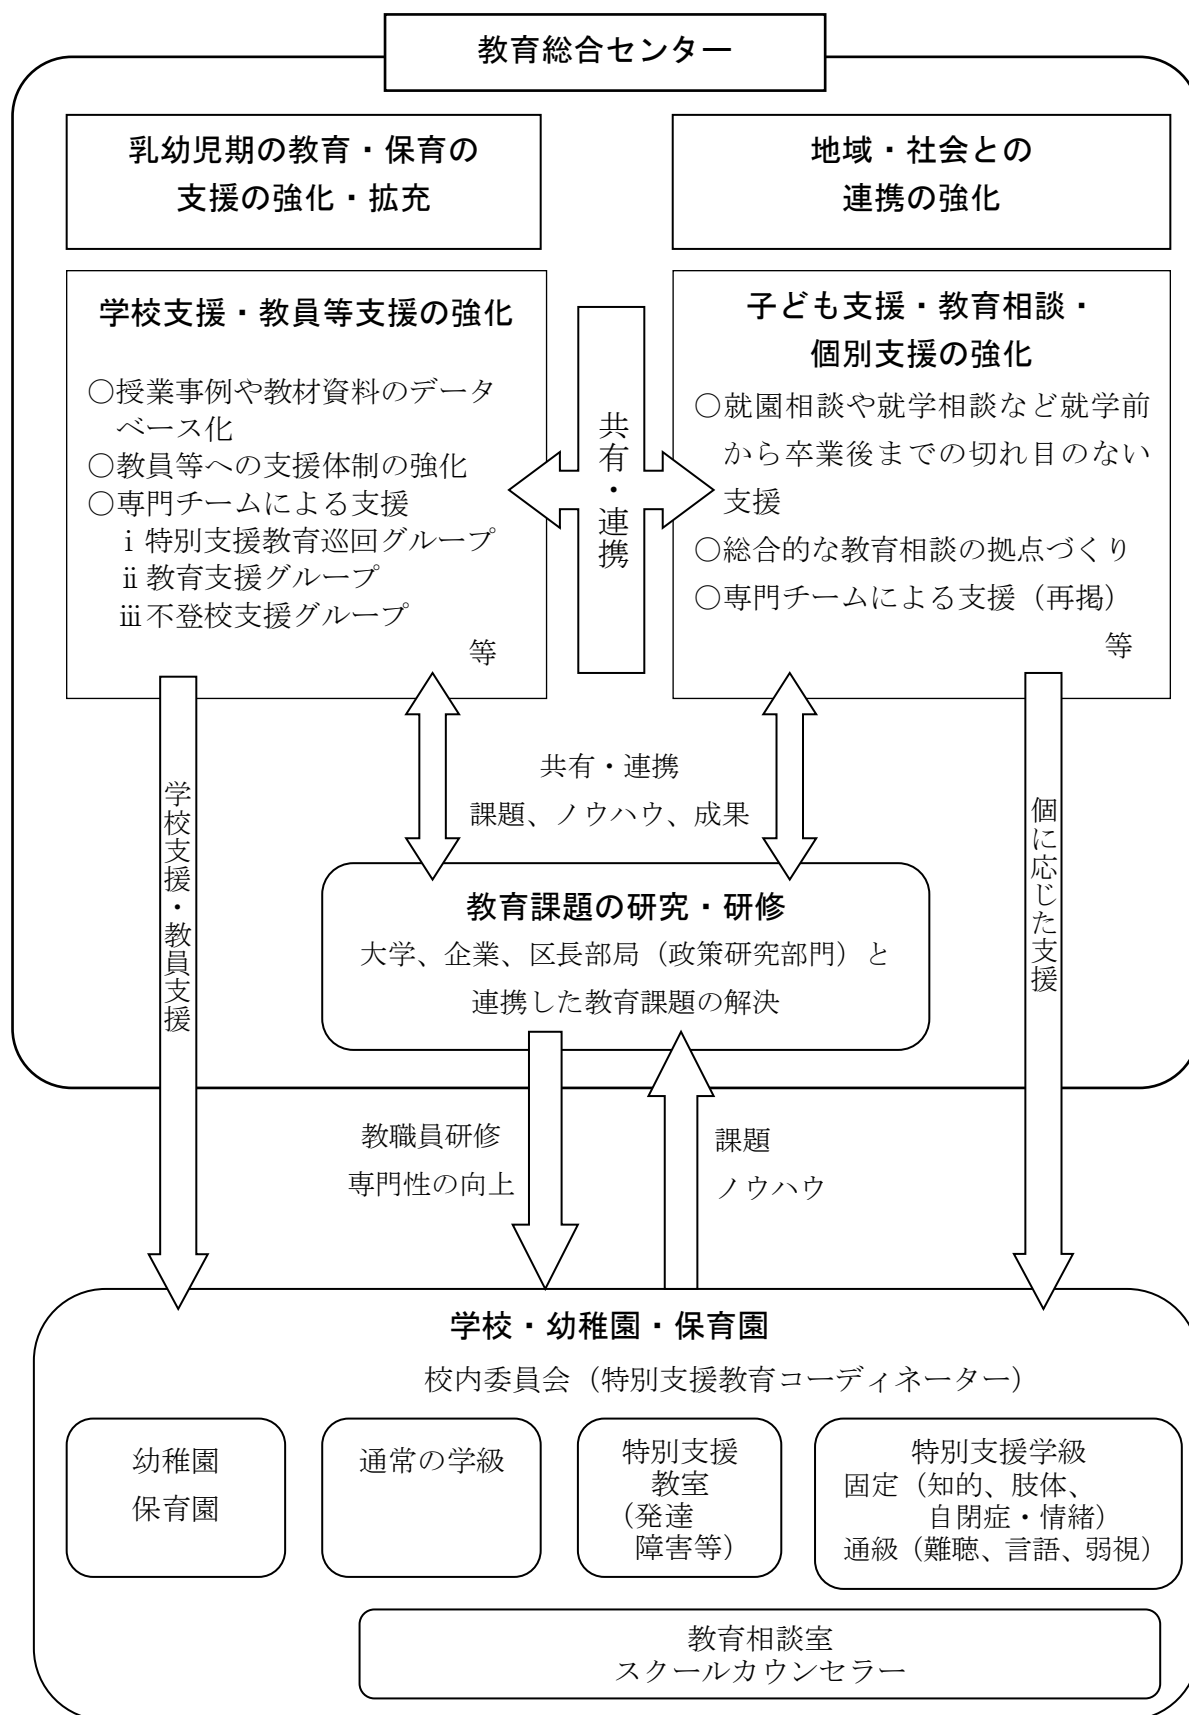 教育総合センター
乳幼児期の教育・保育の
支援の強化・拡充
地域・社会との
連携の強化
学校支援・教員等支援の強化
○授業事例や教材資料のデータ
ベース化
○教員等への支援体制の強化
○専門チームによる支援
ⅰ特別支援教育巡回グループ
ⅱ教育支援グループ
ⅲ不登校支援グループ
等
共有・連携
子ども支援・教育相談・
個別支援の強化
○就園相談や就学相談など就学前
から卒業後までの切れ目のない
支援
○総合的な教育相談の拠点づくり
○専門チームによる支援（再掲）
等
学校支援・教員支援
共有・連携
課題、ノウハウ、成果
個に応じた支援
教育課題の研究・研修
大学、企業、区長部局（政策研究部門）と
連携した教育課題の解決
教職員研修
専門性の向上
課題
ノウハウ
学校・幼稚園・保育園
校内委員会（特別支援教育コーディネーター）
幼稚園
保育園
通常の学級
特別支援
教室
（発達
障害等）
特別支援学級
固定（知的、肢体、
自閉症・情緒）
通級（難聴、言語、弱視）
教育相談室
スクールカウンセラー